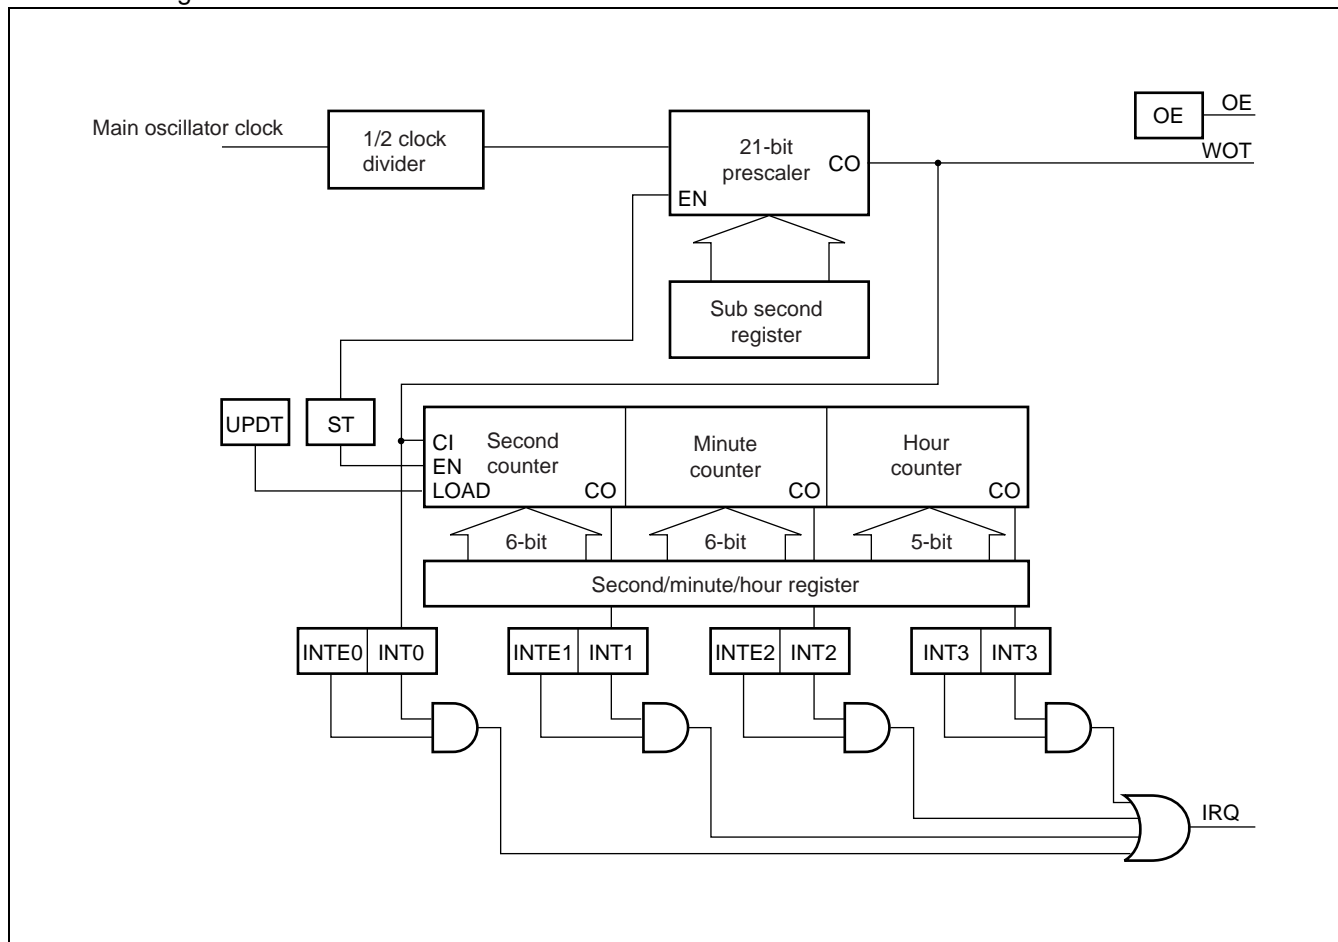 Main oscillator clock
1/2 clock
divider
21-bit
prescaler
CO
EN
OE
OE
WOT
Sub second
register
UPDT
ST
CI
EN
LOAD
Second
counter
CO
Minute
counter
CO
Hour
counter
CO
6-bit
6-bit
5-bit
Second/minute/hour register
INTE0
INT0
INTE1
INT1
INTE2
INT2
INT3
INT3
IRQ